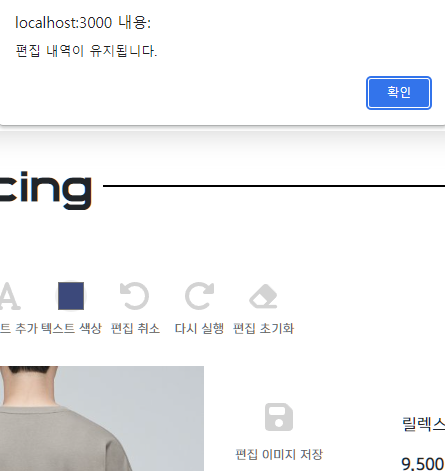 localhost:3000 내용:
편집 내역이 유지됩니다.
확인
cing
트 추가 텍스트 색상 편집 취소 다시 실행 편집 초기화
릴렉스
편집 이미지 저장
9,500